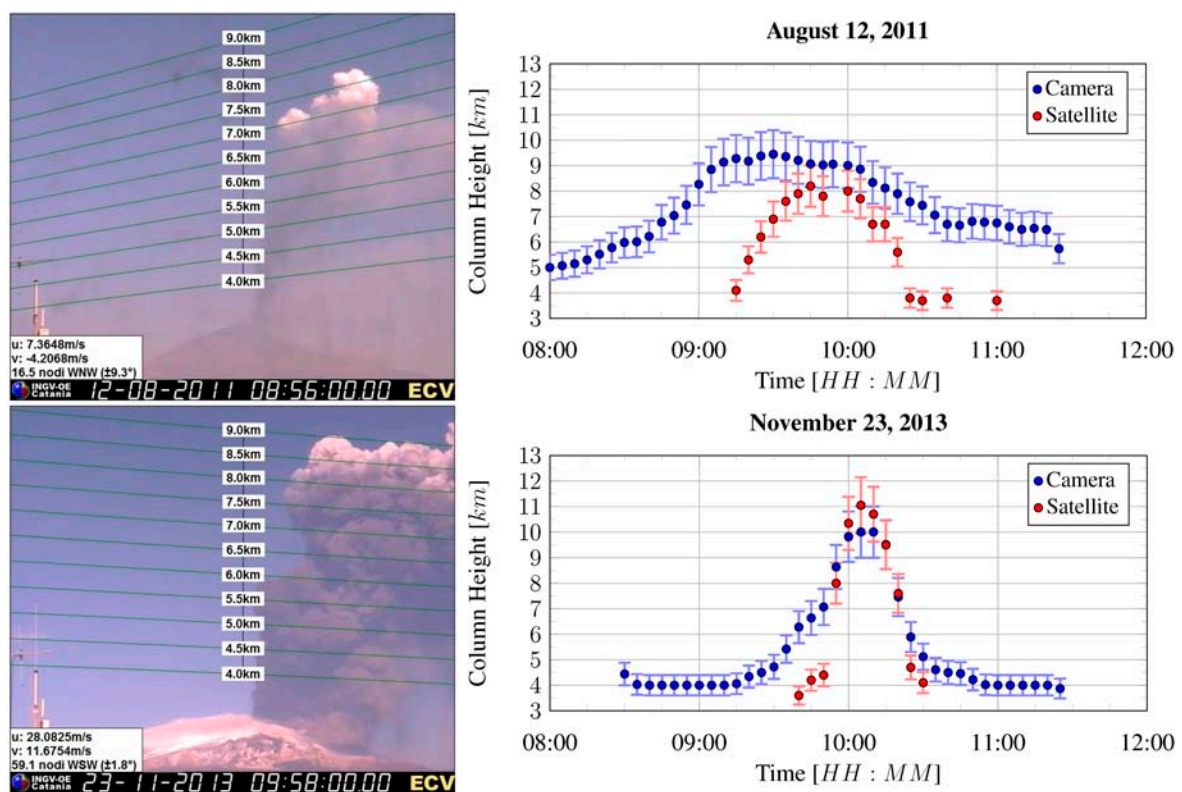 9.0km
8.5km
8.0km
7.5km
7.0km
6.5km
6.0km
5.5km
5.0km
4.5km
4.0km
u: 7.3648m/s
v: -4.2068m/s
16.5 nodi WNW (±9.3°)
INGV-OE
Catania
12-08-2011 08:56:00.00 ECV
August 12, 2011
Column Height [km]
13
12
11
10
9
8
7
6
5
4
3
Camera
Satellite
08:00 09:00 10:00 11:00 12:00
Time [HH : MM]
9.0km
8.5km
8.0km
7.5km
7.0km
6.5km
6.0km
5.5km
5.0km
4.5km
4.0km
u: 28.0825m/s
v: 11.6754m/s
59.1 nodi WSW (±1.8°)
INGV-OE
Catania
23-11-2013 09:58:00.00 ECV
November 23, 2013
Column Height [km]
13
12
11
10
9
8
7
6
5
4
3
Camera
Satellite
08:00 09:00 10:00 11:00 12:00
Time [HH : MM]